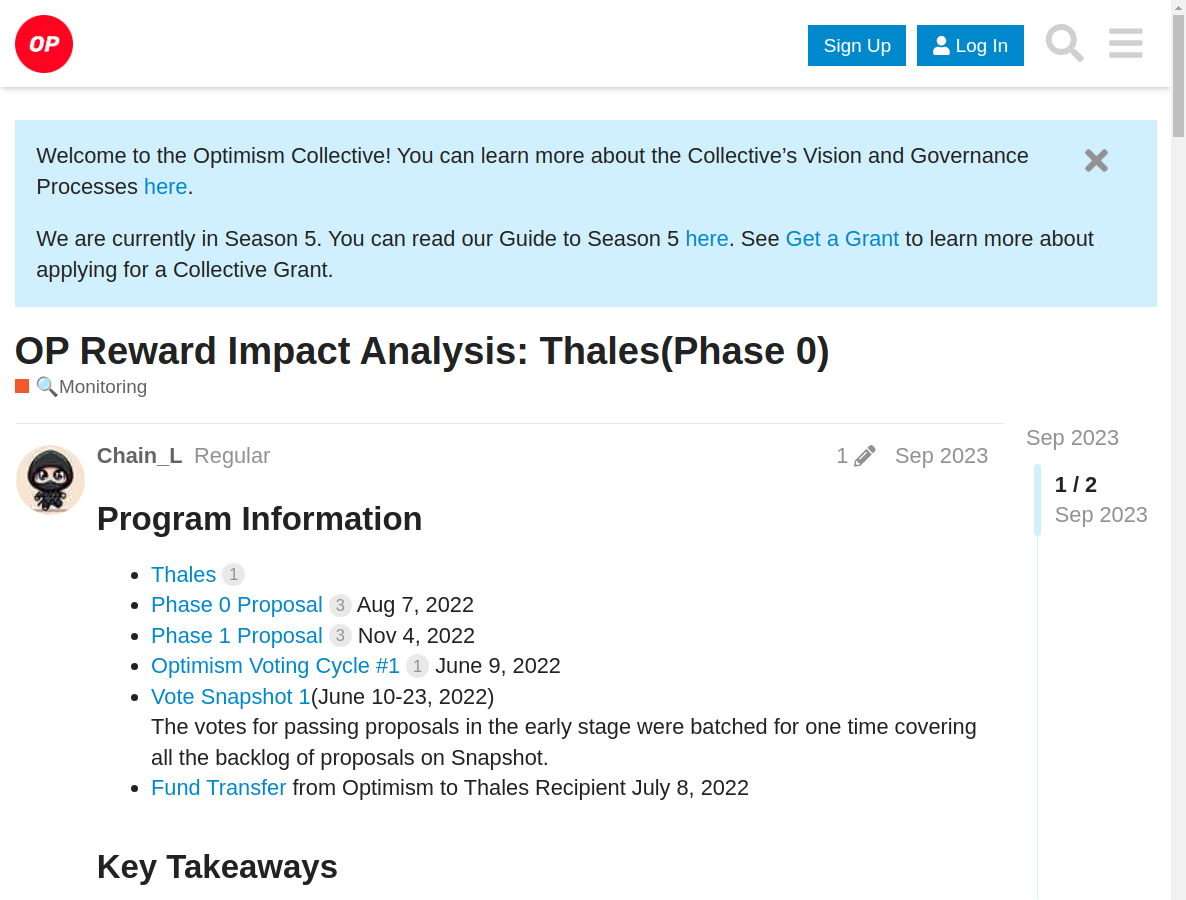 OP
Sign Up
Log In
Welcome to the Optimism Collective! You can learn more about the Collective’s Vision and Governance
Processes here.
We are currently in Season 5. You can read our Guide to Season 5 here. See Get a Grant to learn more about
applying for a Collective Grant.
OP Reward Impact Analysis: Thales(Phase 0)
🔍Monitoring
Chain_L Regular
1
Sep 2023
Sep 2023
1 / 2
Sep 2023
Program Information
Thales 1
Phase 0 Proposal 3 Aug 7, 2022
Phase 1 Proposal 3 Nov 4, 2022
Optimism Voting Cycle #1 1 June 9, 2022
Vote Snapshot 1(June 10-23, 2022)
The votes for passing proposals in the early stage were batched for one time covering
all the backlog of proposals on Snapshot.
Fund Transfer from Optimism to Thales Recipient July 8, 2022
Key Takeaways